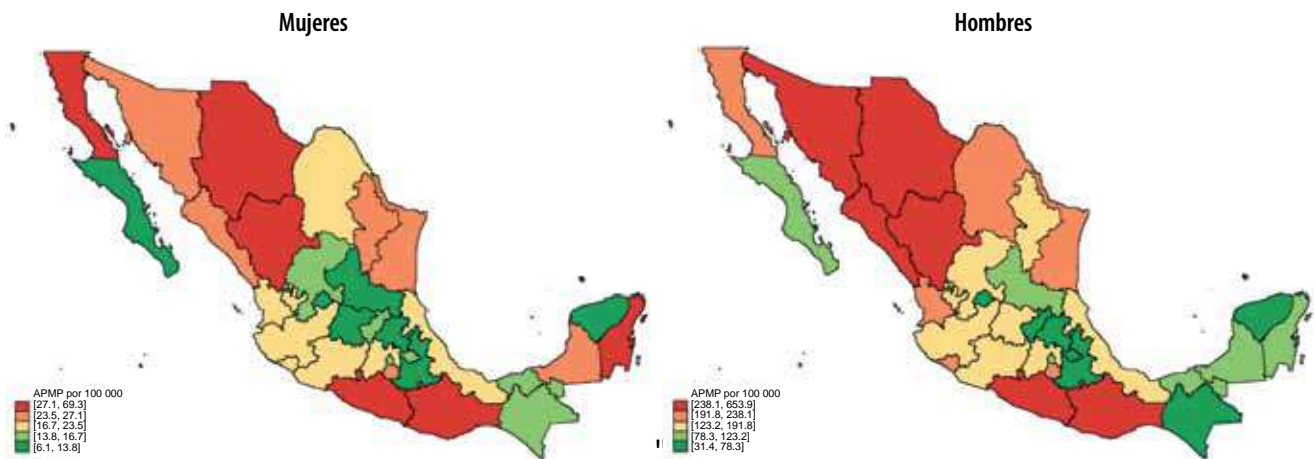 Mujeres
APMP por 100 000
[27.1, 69.3]
[23.5, 27.1]
[16.7, 23.5]
[13.8, 16.7]
[6.1, 13.8]
Hombres
APMP por 100 000
[238.1, 653.9]
[191.8, 238.1]
[123.2, 191.8]
[78.3, 123.2]
[31.4, 78.3]